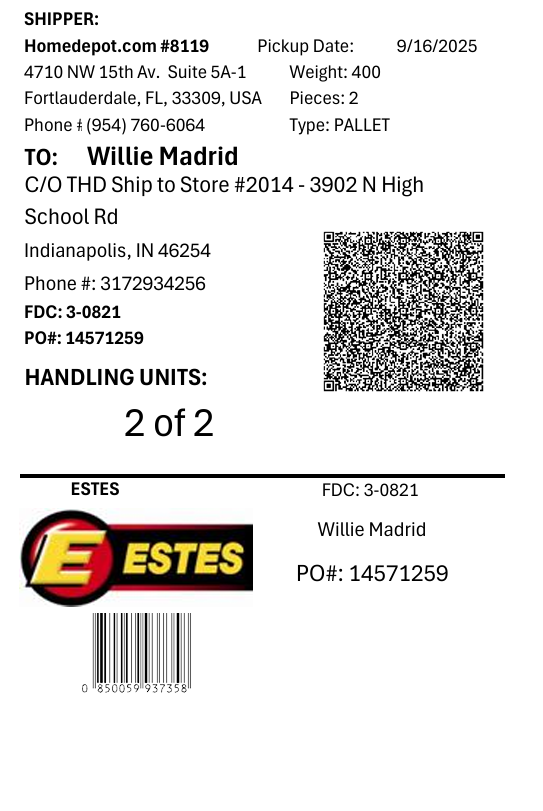 SHIPPER:
Homedepot.com #8119 Pickup Date: 9/16/2025
4710 NW 15th Av. Suite 5A-1 Weight: 400
Fortlauderdale, FL, 33309, USA Pieces: 2
Phone # (954) 760-6064 Type: PALLET
TO: Willie Madrid
C/O THD Ship to Store #2014 - 3902 N High
School Rd
Indianapolis, IN 46254
Phone #: 3172934256
FDC: 3-0821
PO#: 14571259
HANDLING UNITS:
2 of 2
ESTES FDC: 3-0821
Willie Madrid
E ESTES
PO#: 14571259
0 850059 937358